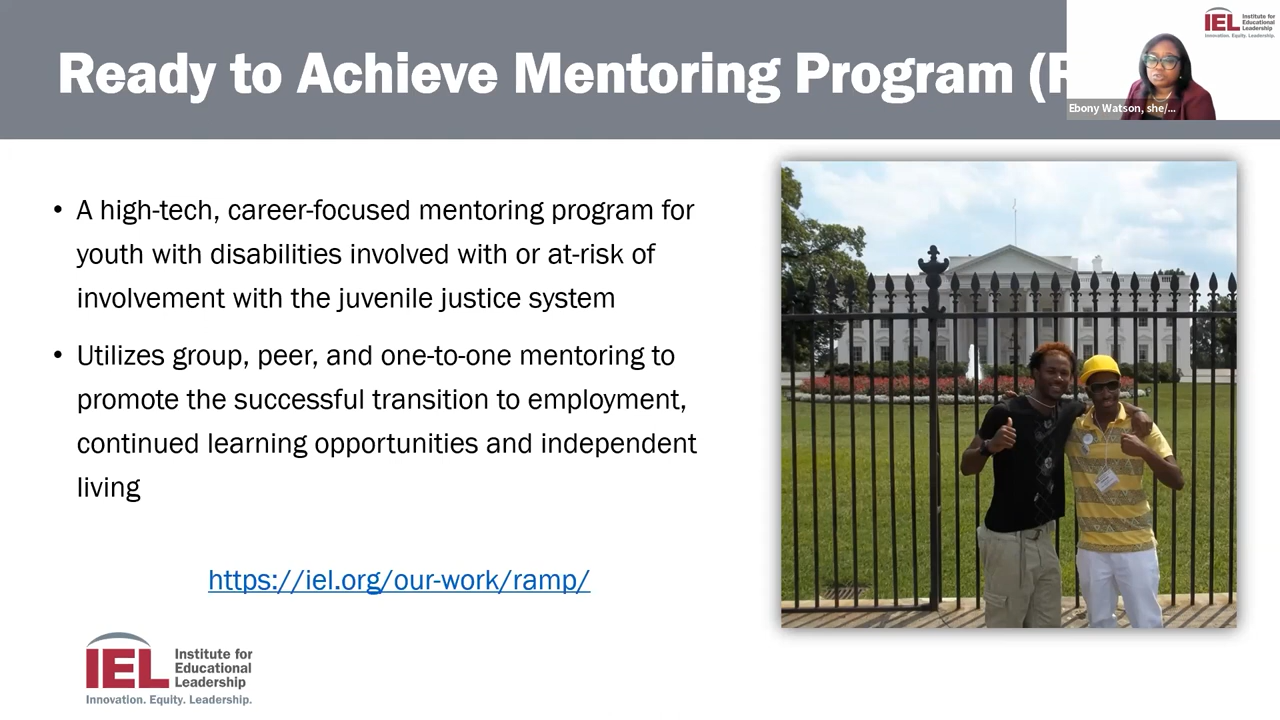 Ready to Achieve Mentoring Program (R
IEL Institute for
Educational
Leadership
Innovation. Equity. Leadership.
Ebony Watson, she/...
• A high-tech, career-focused mentoring program for
youth with disabilities involved with or at-risk of
involvement with the juvenile justice system
• Utilizes group, peer, and one-to-one mentoring to
promote the successful transition to employment,
continued learning opportunities and independent
living
https://iel.org/our-work/ramp/
IEL Institute for
Educational
Leadership
Innovation. Equity. Leadership.